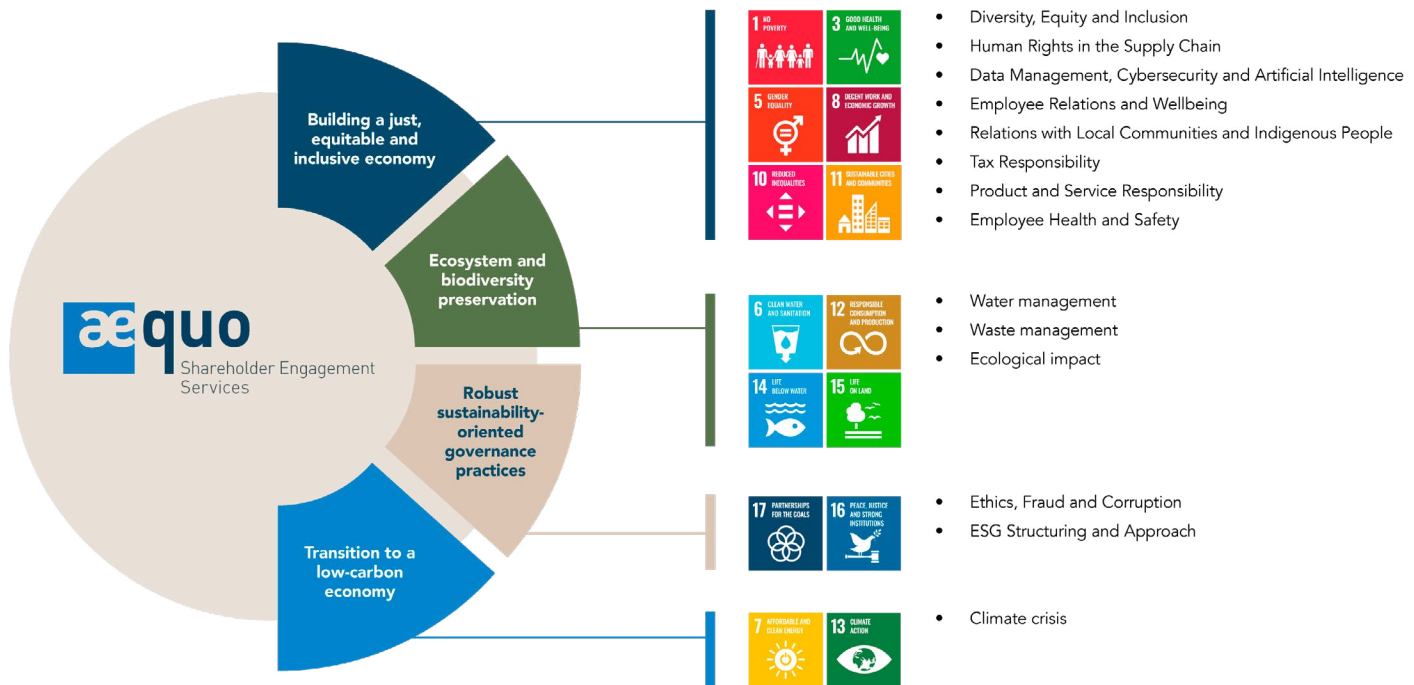 Building a just,
equitable and
inclusive economy
Ecosystem and
biodiversity
preservation
æquo
Shareholder Engagement
Services
Robust
sustainability-
oriented
governance
practices
Transition to a
low-carbon
economy
1 NO
POVERTY
3 GOOD HEALTH
AND WELL-BEING
5 GENDER
EQUALITY
8 DECENT WORK AND
ECONOMIC GROWTH
10 REDUCED
INEQUALITIES
11 SUSTAINABLE CITIES
AND COMMUNITIES
• Diversity, Equity and Inclusion
• Human Rights in the Supply Chain
• Data Management, Cybersecurity and Artificial Intelligence
• Employee Relations and Wellbeing
• Relations with Local Communities and Indigenous People
• Tax Responsibility
• Product and Service Responsibility
• Employee Health and Safety
6 CLEAN WATER
AND SANITATION
12 RESPONSIBLE
CONSUMPTION
AND PRODUCTION
14 LIFE
BELOW WATER
15 LIFE
ON LAND
• Water management
• Waste management
• Ecological impact
17 PARTNERSHIPS
FOR THE GOALS
16 PEACE, JUSTICE
AND STRONG
INSTITUTIONS
• Ethics, Fraud and Corruption
• ESG Structuring and Approach
7 AFFORDABLE AND
CLEAN ENERGY
13 CLIMATE
ACTION
• Climate crisis